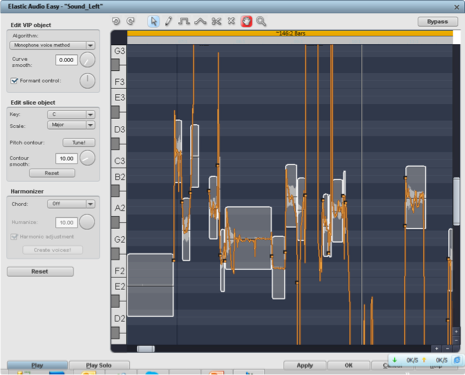 Elastic Audio Easy - "Sound_Left"
Edit VIP object
Algorithm:
Monophone voice method
Curve smooth: 0.000
Formant control:
Edit slice object
Key: C
Scale: Major
Pitch contour: Tune!
Contour smooth: 10.00
Reset
Harmonizer
Chord: Off
Humanize: 10.00
Harmonic adjustment
Create voices!
Reset
Bypass
~146:2 Bars
G3
F3
E3
D3
C3
B2
A2
G2
F2
E2
D2
Play
Play Solo
Apply
OK
0K/S
0K/S